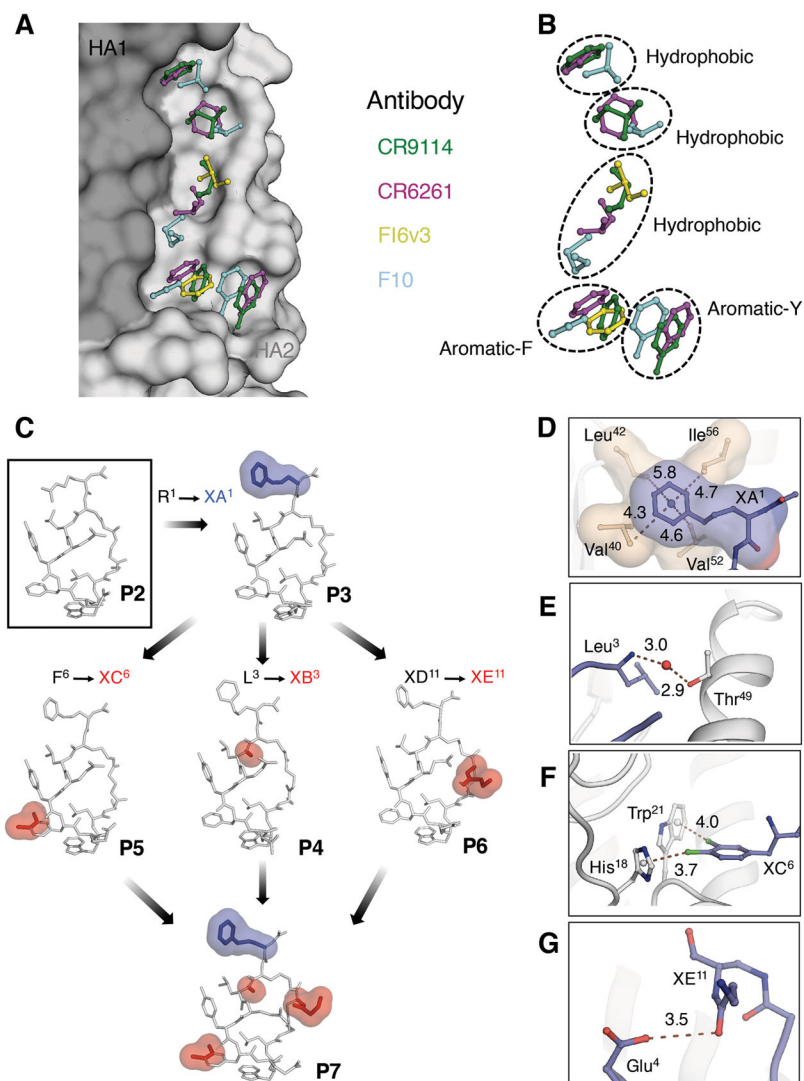 A
HA1
HA2
Antibody
CR9114
CR6261
FI6v3
F10
B
Hydrophobic
Hydrophobic
Hydrophobic
Aromatic-Y
Aromatic-F
C
P2
R¹ → XA¹
P3
F⁶ → XC⁶
L³ → XB³
XD¹¹ → XE¹¹
P5
P4
P6
P7
D
Leu⁴² Ile⁵⁶
5.8
4.7 XA¹
4.3
4.6
Val⁴⁰ Val⁵²
E
Leu³ 3.0
2.9 Thr⁴⁹
F
Trp²¹ 4.0
His¹⁸ 3.7 XC⁶
G
XE¹¹
3.5
Glu⁴